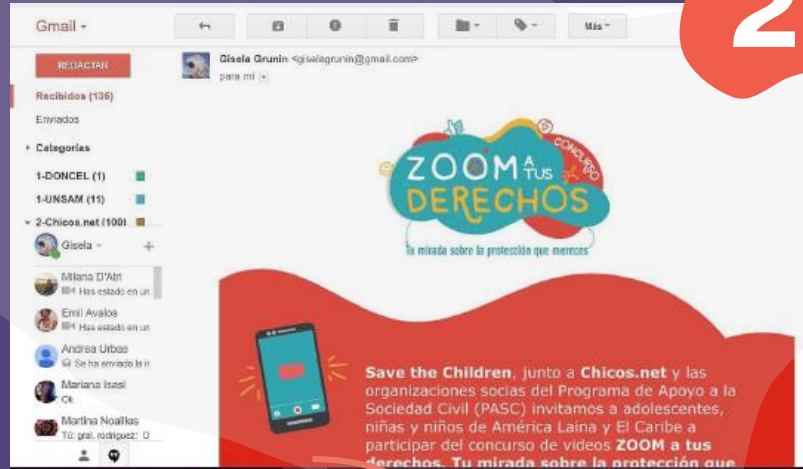 2
Gmail
Más
REDACTAR
Gisela Grunin <giselagrunin@gmail.com>
para mí
Recibidos (136)
Enviados
Categorías
1-DONCEL (1)
1-UNSAM (11)
2-Chicos.net (100)
Gisela
Milana D'Atri
Has estado en un
Emil Avalos
Has estado en un
Andrea Urbas
Se ha enviado la ir
Mariana Isasi
Ok
Martina Noailles
Tú: gral. rodriguez: D
CONCURSO
ZOOM A TUS
DERECHOS
Tu mirada sobre la protección que mereces
Save the Children, junto a Chicos.net y las
organizaciones socias del Programa de Apoyo a la
Sociedad Civil (PASC) invitamos a adolescentes,
niñas y niños de América Laina y El Caribe a
participar del concurso de videos ZOOM a tus
derechos. Tu mirada sobre la protección que